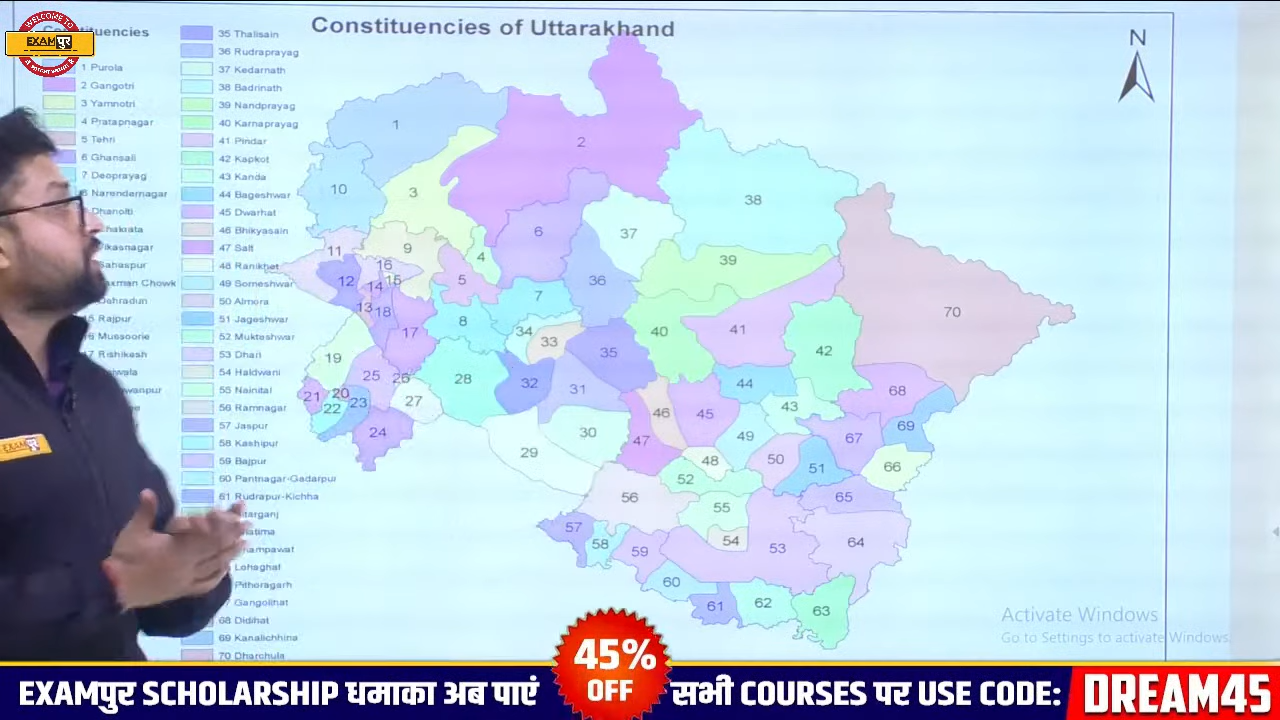 WELCOME TO
EXAMपुर
Constituencies of Uttarakhand
N
1 Purola
2 Gangotri
3 Yamnotri
4 Pratapnagar
5 Tehri
6 Ghansali
7 Deoprayag
Narendernagar
Dhanolti
Dehradun
Rajpur
Mussoorie
Rishikesh
35 Thalisain
36 Rudraprayag
37 Kedarnath
38 Badrinath
39 Nandprayag
40 Karnaprayag
41 Pindar
42 Kapkot
43 Kanda
44 Bageshwar
45 Dwarhat
46 Bhikyasain
47 Salt
48 Ranikhet
49 Someshwar
50 Almora
51 Jageshwar
52 Mukteshwar
53 Dhari
54 Haldwani
55 Nainital
56 Ramnagar
57 Jaspur
58 Kashipur
59 Bajpur
60 Pantnagar-Gadarpur
61 Rudrapur-Kichha
Lohaghat
Pithoragarh
Gangolihat
68 Didihat
69 Kanalichhina
70 Dharchula
1
2
10
3
38
6
37
9
11
4
39
16
12
5
15
36
14
7
13
18
70
8
40
41
17
34
33
42
35
19
25
26
28
32
31
44
68
21
20
22
23
27
43
46
45
69
24
30
47
49
67
29
48
50
51
66
52
56
65
55
57
58
54
53
64
59
60
61
62
63
Activate Windows
Go to Settings to activate Windows.
45%
OFF
EXAMपुर SCHOLARSHIP धमाका अब पाएं
सभी COURSES पर USE CODE:
DREAM45